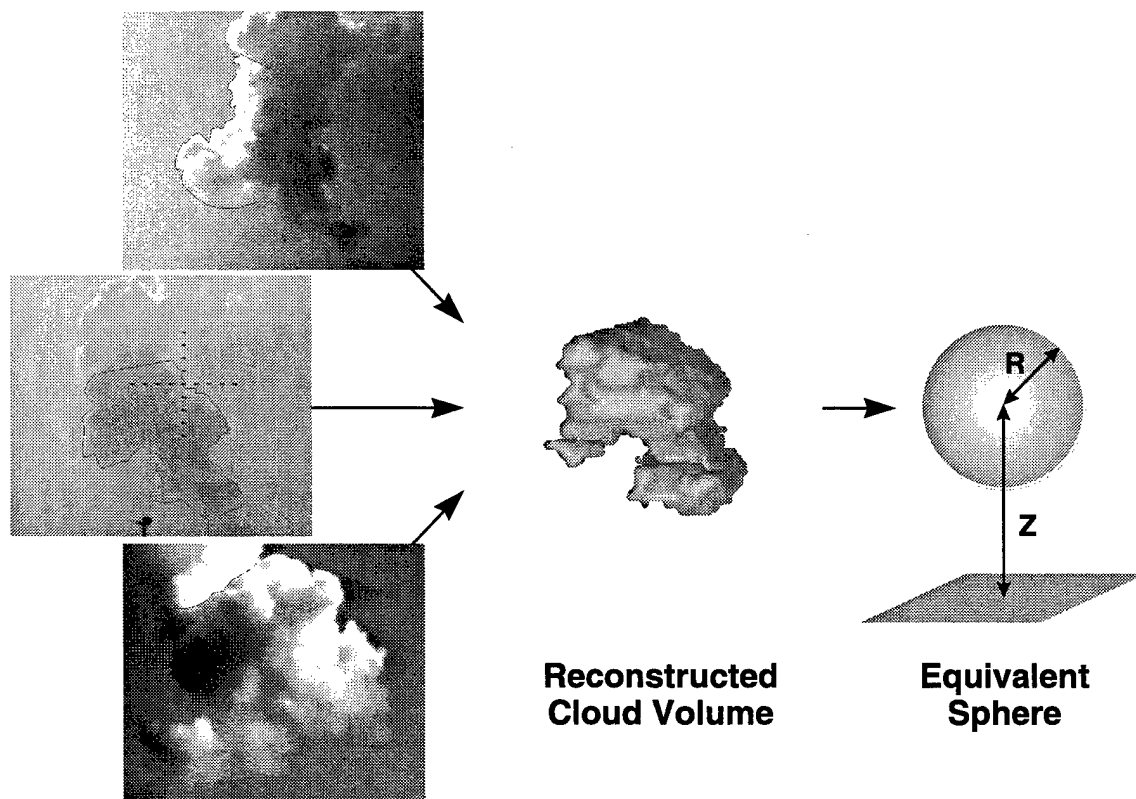 R
Z
Reconstructed
Cloud Volume
Equivalent
Sphere